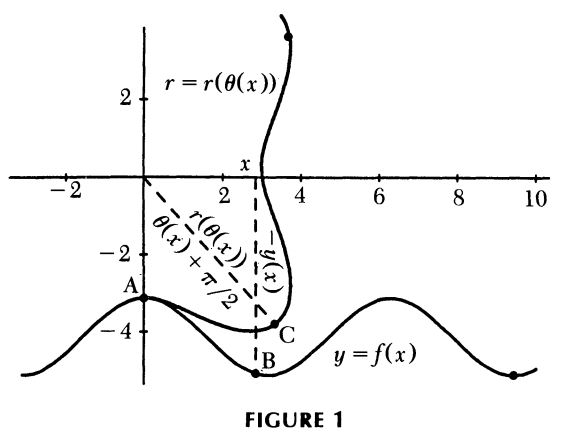 r = r(θ(x))
2
x
−2
2
4
6
8
10
r(θ(x))
θ(x) + π/2
−y(x)
−2
A
−4
C
B
y = f(x)
FIGURE 1